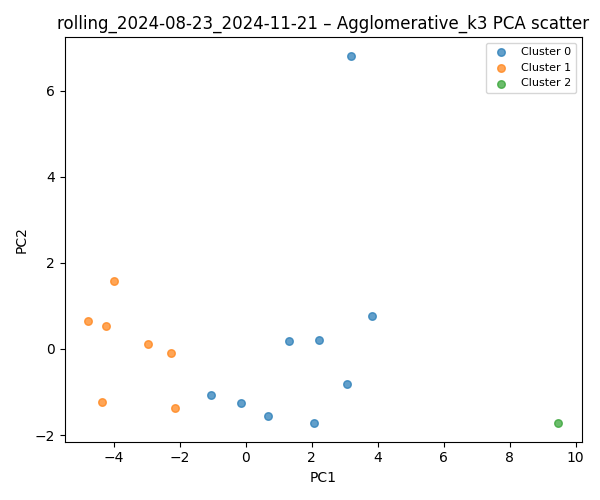 rolling_2024-08-23_2024-11-21 – Agglomerative_k3 PCA scatter
Cluster 0
Cluster 1
Cluster 2
PC2
6
4
2
0
−2
−4
−2
0
2
4
6
8
10
PC1